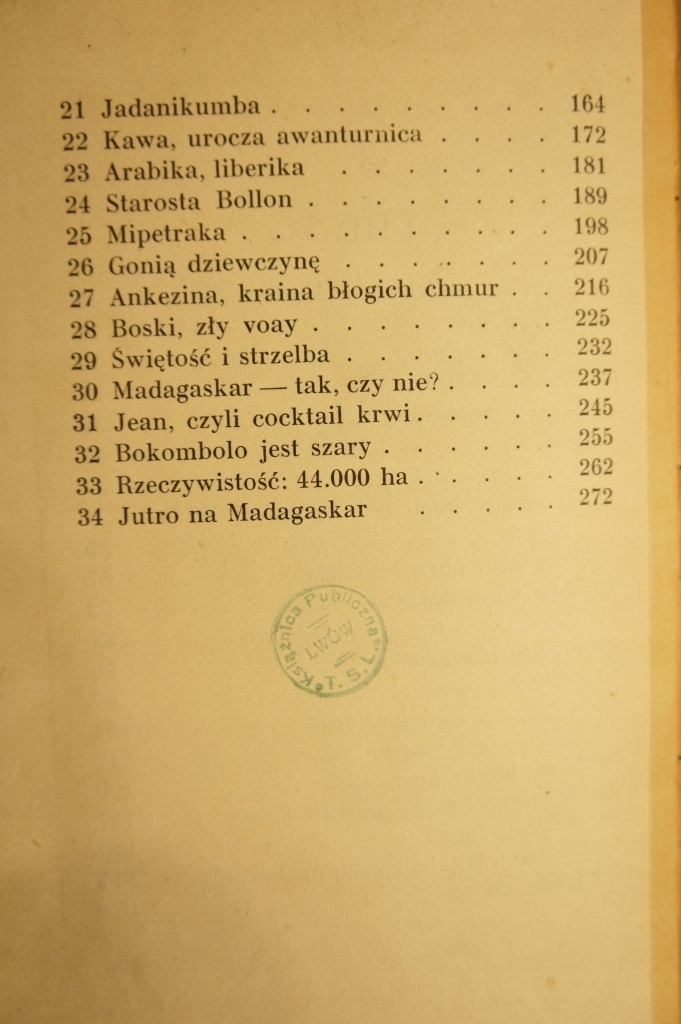 21 Jadanikumba . . . . . . . . . 164
22 Kawa, urocza awanturnica . . . . 172
23 Arabika, liberika . . . . . . . 181
24 Starosta Bollon . . . . . . . . 189
25 Mipetraka . . . . . . . . . . 198
26 Gonią dziewczynę . . . . . . . 207
27 Ankezina, kraina błogich chmur . . 216
28 Boski, zły voay . . . . . . . . 225
29 Świętość i strzelba . . . . . . . 232
30 Madagaskar — tak, czy nie? . . . . 237
31 Jean, czyli cocktail krwi . . . . . 245
32 Bokombolo jest szary . . . . . . 255
33 Rzeczywistość: 44.000 ha . . . . . 262
34 Jutro na Madagaskar . . . . . 272
Książnica Publiczna
LWÓW
T. S. L.